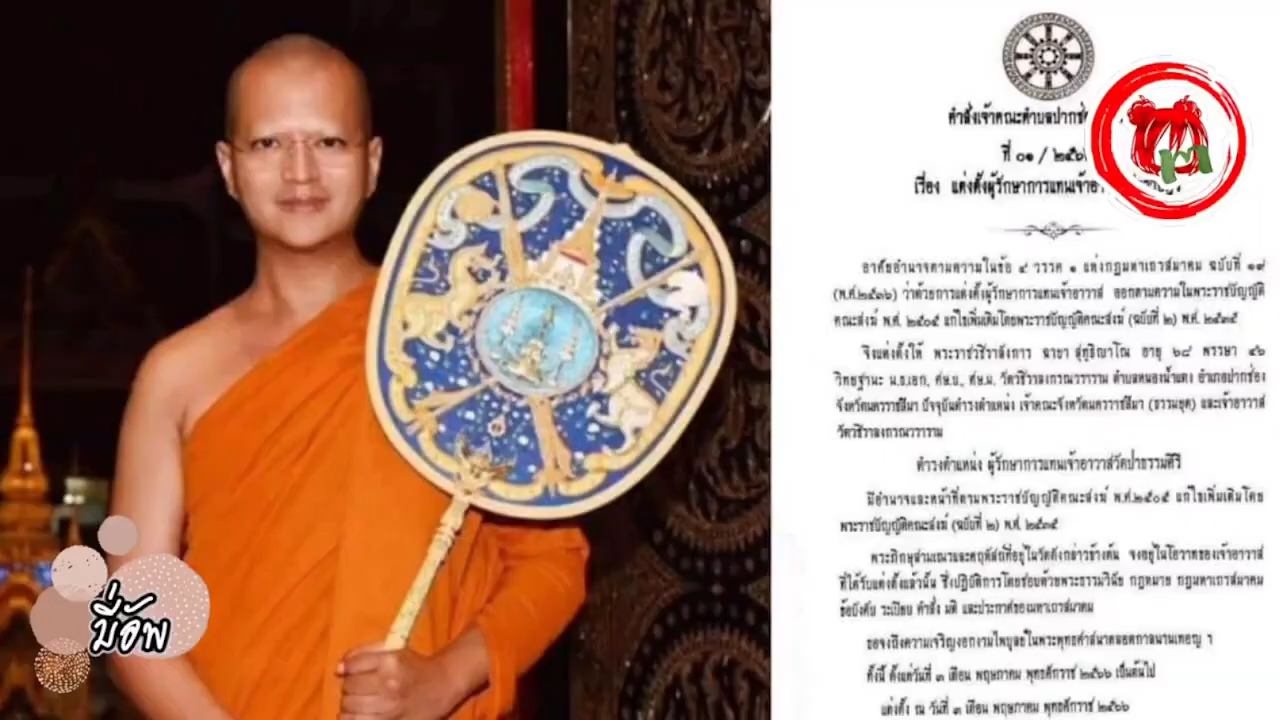 คำสั่งเจ้าคณะตำบลปากช่
ที่ ๐๑ / ๒๕๖
เรื่อง แต่งตั้งผู้รักษาการแทนเจ้าอา
อาศัยอำนาจตามความในข้อ ๔ วรรค ๑ แห่งกฎมหาเถรสมาคม ฉบับที่ ๑๙
(พ.ศ.๒๕๓๖) ว่าด้วยการแต่งตั้งผู้รักษาการแทนเจ้าอาวาส ออกตามความในพระราชบัญญัติ
คณะสงฆ์ พ.ศ. ๒๕๐๕ แก้ไขเพิ่มเติมโดยพระราชบัญญัติคณะสงฆ์ (ฉบับที่ ๒) พ.ศ. ๒๕๓๕
จึงแต่งตั้งให้ พระราชวชิราลังการ ฉายา สุทฺธิญาโณ อายุ ๖๘ พรรษา ๔๖
วิทยฐานะ น.ธ.เอก, ศษ.บ., ศษ.ม. วัดวชิราลงกรณวราราม ตำบลหนองน้ำแดง อำเภอปากช่อง
จังหวัดนครราชสีมา ปัจจุบันดำรงตำแหน่ง เจ้าคณะจังหวัดนครราชสีมา (ธรรมยุต) และเจ้าอาวาส
วัดวชิราลงกรณวราราม
ดำรงตำแหน่ง ผู้รักษาการแทนเจ้าอาวาสวัดป่าธรรมคีรี
มีอำนาจและหน้าที่ตามพระราชบัญญัติคณะสงฆ์ พ.ศ.๒๕๐๕ แก้ไขเพิ่มเติมโดย
พระราชบัญญัติคณะสงฆ์ (ฉบับที่ ๒) พ.ศ. ๒๕๓๕
พระภิกษุสามเณรและคฤหัสถ์ที่อยู่ในวัดดังกล่าวข้างต้น จงอยู่ในโอวาทของเจ้าอาวาส
ที่ได้รับแต่งตั้งแล้วนั้น ซึ่งปฏิบัติการโดยชอบด้วยพระธรรมวินัย กฎหมาย กฎมหาเถรสมาคม
ข้อบังคับ ระเบียบ คำสั่ง มติ และประกาศของมหาเถรสมาคม
ขอจงถึงความเจริญงอกงามไพบูลย์ในพระพุทธศาสนาตลอดกาลนานเทอญ ฯ
ทั้งนี้ ตั้งแต่วันที่ ๓ เดือน พฤษภาคม พุทธศักราช ๒๕๖๖ เป็นต้นไป
แต่งตั้ง ณ วันที่ ๓ เดือน พฤษภาคม พุทธศักราช ๒๕๖๖
บี๋อัพ